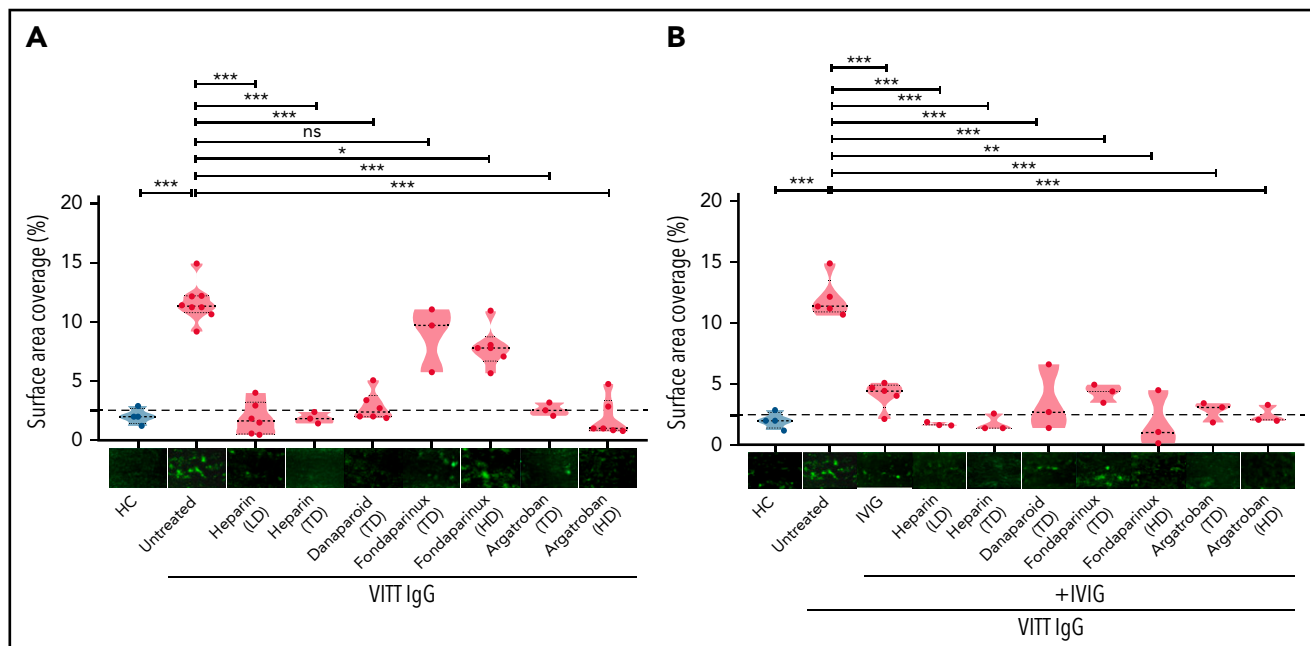 A
***
***
***
ns
*
***
***
***
Surface area coverage (%)
20
15
10
5
0
HC
Untreated
Heparin (LD)
Heparin (TD)
Danaparoid (TD)
Fondaparinux (TD)
Fondaparinux (HD)
Argatroban (TD)
Argatroban (HD)
VITT IgG
B
***
***
***
***
***
**
***
***
***
Surface area coverage (%)
20
15
10
5
0
HC
Untreated
IVIG
Heparin (LD)
Heparin (TD)
Danaparoid (TD)
Fondaparinux (TD)
Fondaparinux (HD)
Argatroban (TD)
Argatroban (HD)
+IVIG
VITT IgG